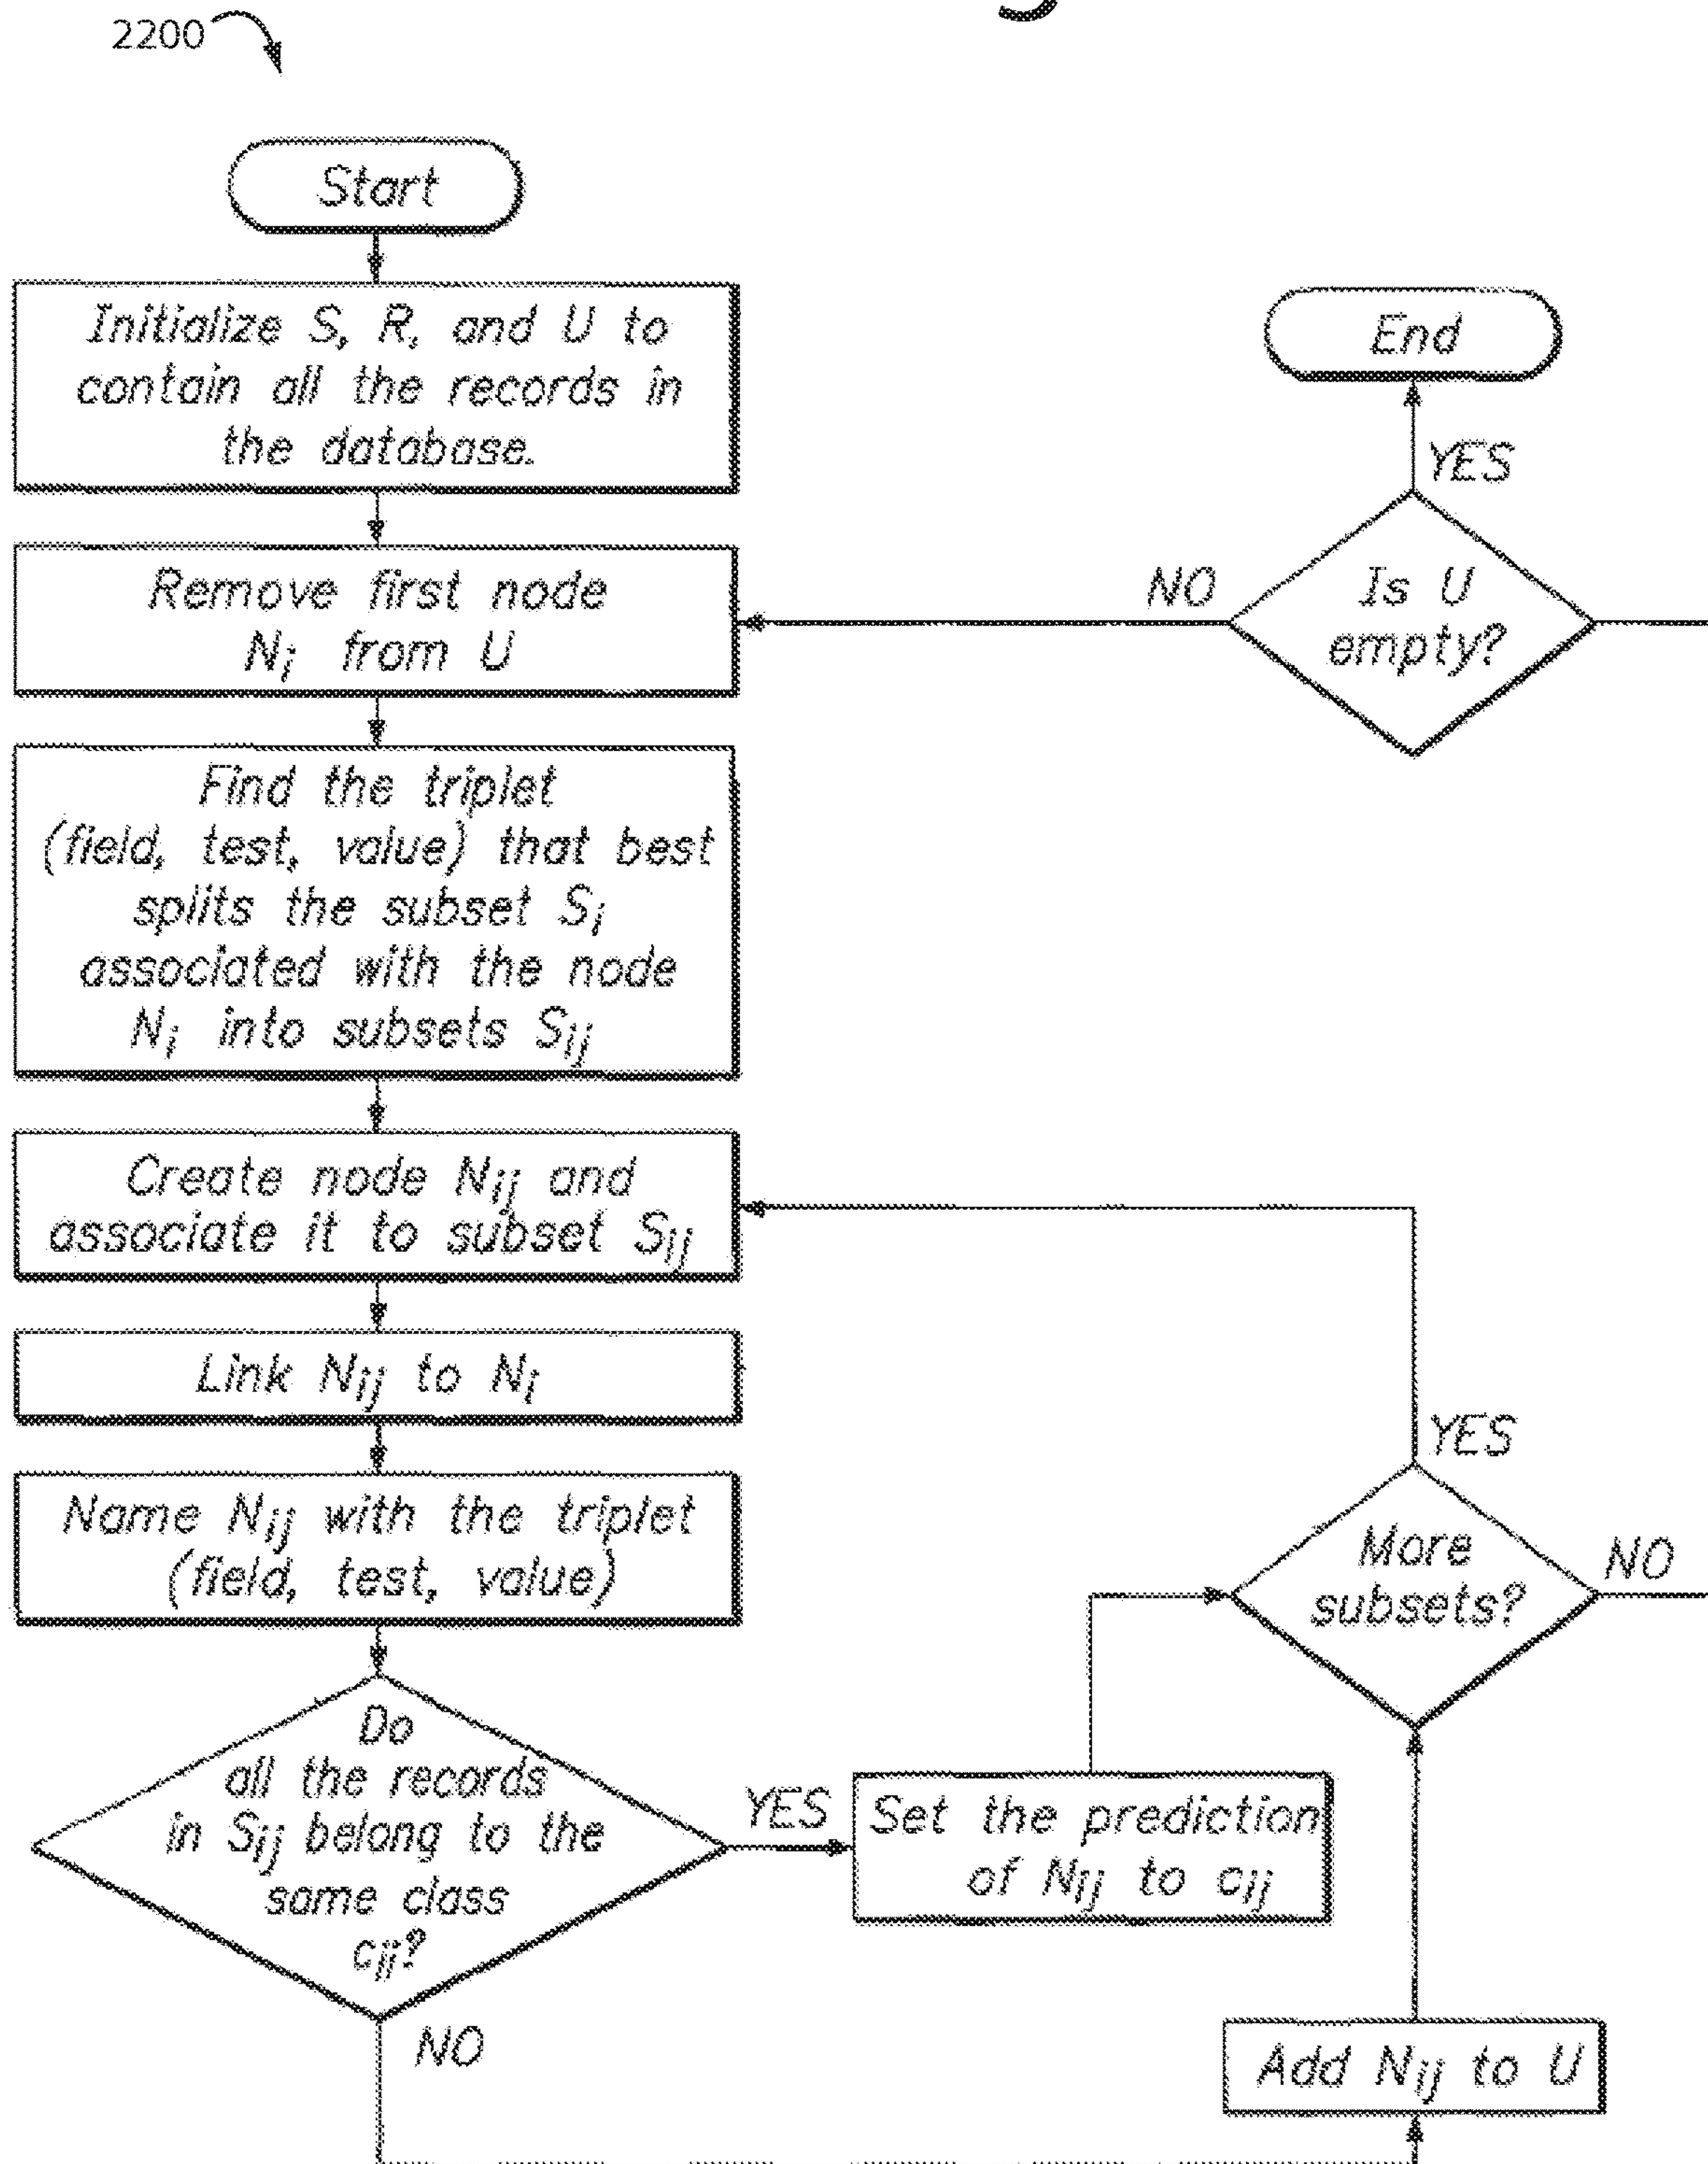 2200
Start
Initialize S, R, and U to
contain all the records in
the database.
Remove first node
Ni from U
Find the triplet
(field, test, value) that best
splits the subset Si
associated with the node
Ni into subsets Sij
Create node Nij and
associate it to subset Sij
Link Nij to Ni
Name Nij with the triplet
(field, test, value)
Do
all the records
in Sij belong to the
same class
cij?
YES
NO
Set the prediction
of Nij to cij
Add Nij to U
More
subsets?
YES
NO
Is U
empty?
NO
YES
End